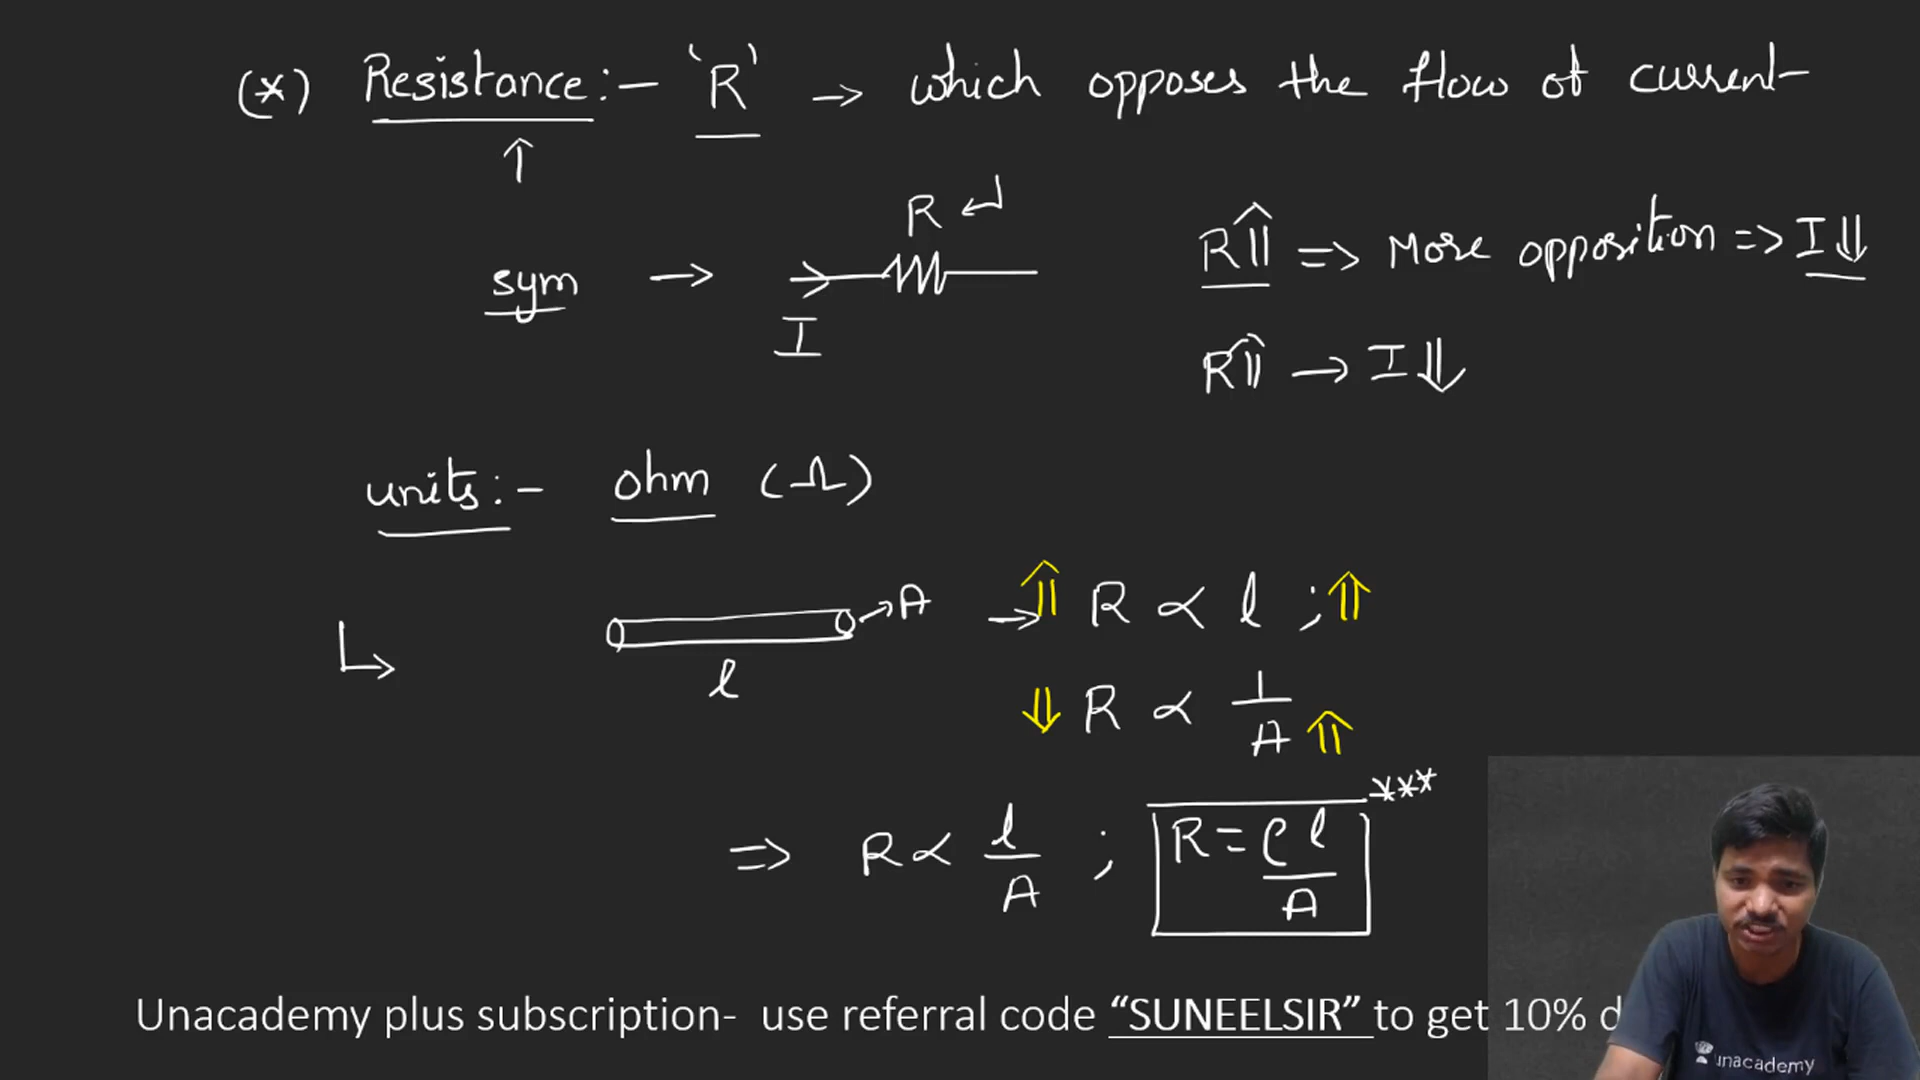 (*) Resistance:- 'R' → which opposes the flow of current
↑
R ↵
sym → I
R⇑ => More opposition => I⇓
R⇑ → I⇓
units:- ohm (Ω)
↳ l → A → ⇑ R ∝ l ; ⇑
⇓ R ∝ 1/A ⇑
=> R ∝ l/A ; R = ρl/A ***
Unacademy plus subscription- use referral code “SUNEELSIR” to get 10% d
unacademy